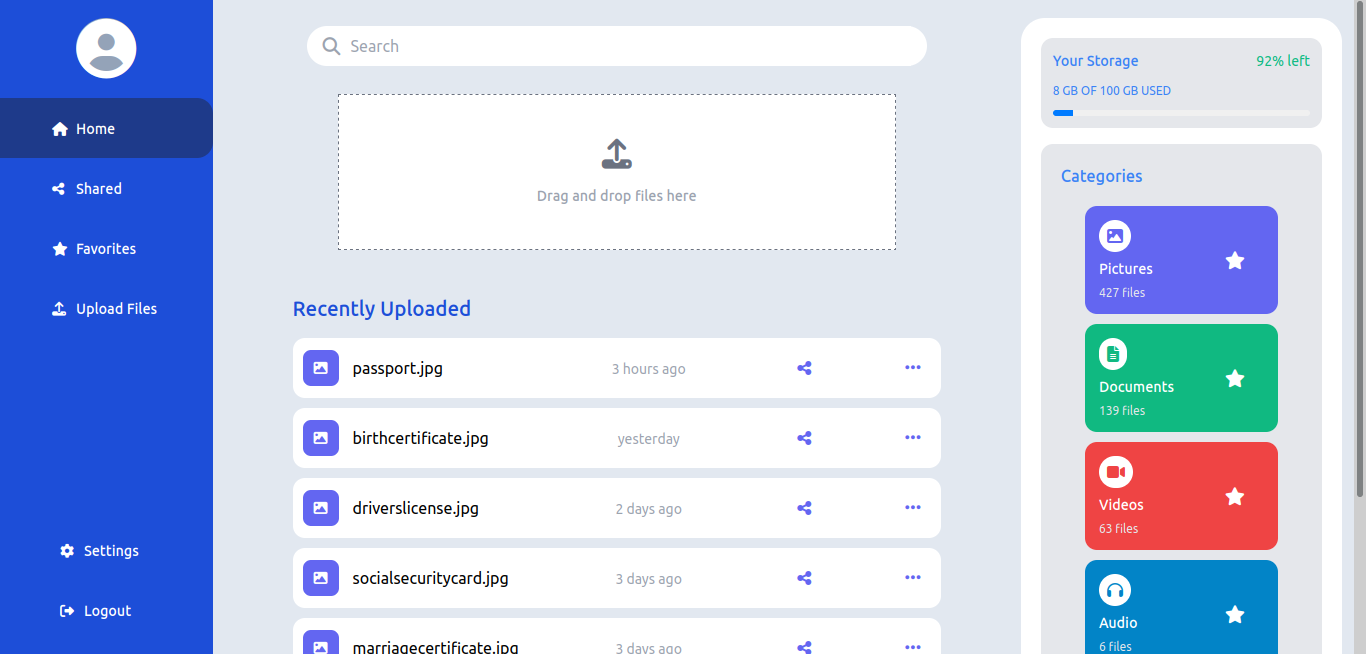 Home
Shared
Favorites
Upload Files
Settings
Logout
Search
Drag and drop files here
Recently Uploaded
passport.jpg 3 hours ago
birthcertificate.jpg yesterday
driverslicense.jpg 2 days ago
socialsecuritycard.jpg 3 days ago
marriagecertificate.jpg 3 days ago
Your Storage 92% left
8 GB OF 100 GB USED
Categories
Pictures
427 files
Documents
139 files
Videos
63 files
Audio
6 files